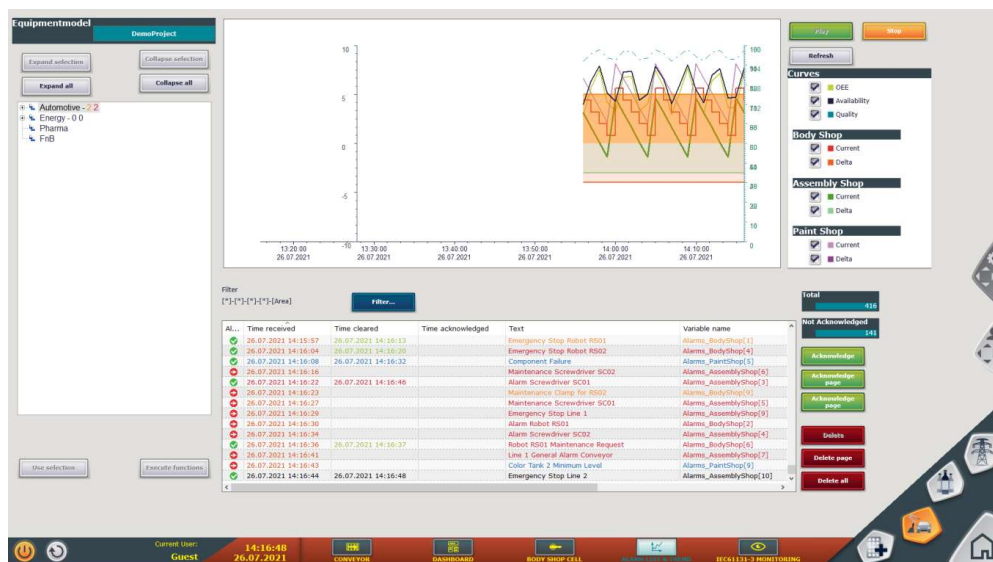 Equipmentmodel
DemoProject
Expand selection
Collapse selection
Expand all
Collapse all
Automotive - 2 2
Energy - 0 0
Pharma
FnB
Use selection
Execute functions
10
5
0
-5
-10
13:20:00
26.07.2021
13:30:00
26.07.2021
13:40:00
26.07.2021
13:50:00
26.07.2021
14:00:00
26.07.2021
14:10:00
26.07.2021
100
60
10
0
Play
Stop
Refresh
Curves
OEE
Availability
Quality
Body Shop
Current
Delta
Assembly Shop
Current
Delta
Paint Shop
Current
Delta
Filter
[*]-[*]-[*]-[*]-[Area]
Filter...
Total
416
Not Acknowledged
141
Al... Time received Time cleared Time acknowledged Text Variable name
26.07.2021 14:15:57 26.07.2021 14:16:13 Emergency Stop Robot RS01 Alarms_BodyShop[1]
26.07.2021 14:16:04 26.07.2021 14:16:20 Emergency Stop Robot RS02 Alarms_BodyShop[4]
26.07.2021 14:16:08 26.07.2021 14:16:32 Component Failure Alarms_PaintShop[5]
26.07.2021 14:16:16 Maintenance Screwdriver SC02 Alarms_AssemblyShop[6]
26.07.2021 14:16:22 26.07.2021 14:16:46 Alarm Screwdriver SC01 Alarms_AssemblyShop[3]
26.07.2021 14:16:23 Maintenance Clamp for RS02 Alarms_BodyShop[9]
26.07.2021 14:16:27 Maintenance Screwdriver SC01 Alarms_AssemblyShop[5]
26.07.2021 14:16:29 Emergency Stop Line 1 Alarms_AssemblyShop[9]
26.07.2021 14:16:30 Alarm Robot RS01 Alarms_BodyShop[2]
26.07.2021 14:16:34 Alarm Screwdriver SC02 Alarms_AssemblyShop[4]
26.07.2021 14:16:36 26.07.2021 14:16:37 Robot RS01 Maintenance Request Alarms_BodyShop[6]
26.07.2021 14:16:41 Line 1 General Alarm Conveyor Alarms_AssemblyShop[7]
26.07.2021 14:16:43 Color Tank 2 Minimum Level Alarms_PaintShop[9]
26.07.2021 14:16:44 26.07.2021 14:16:48 Emergency Stop Line 2 Alarms_AssemblyShop[10]
Acknowledge
Acknowledge
page
Acknowledge
page
Delete
Delete page
Delete all
Current User:
Guest
14:16:48
26.07.2021
CONVEYOR
DASHBOARD
BODY SHOP CELL
IEC61131-3 MONITORING